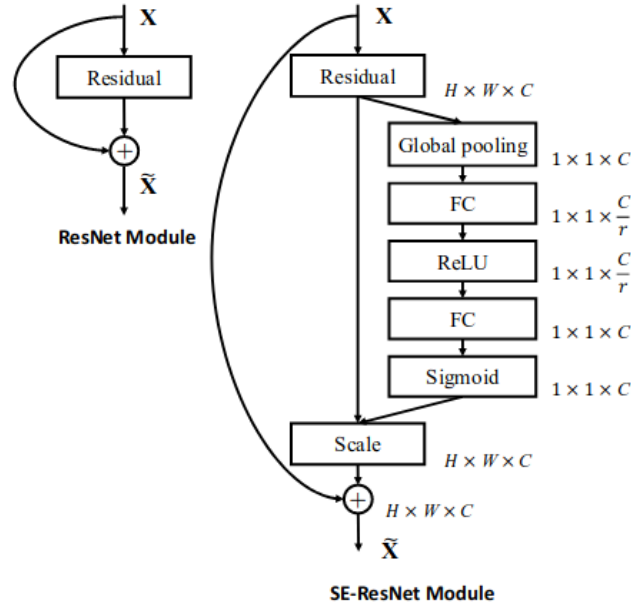 X
Residual
+
X̃
ResNet Module
X
Residual
H × W × C
Global pooling
1 × 1 × C
FC
1 × 1 × C/r
ReLU
1 × 1 × C/r
FC
1 × 1 × C
Sigmoid
1 × 1 × C
Scale
H × W × C
+
H × W × C
X̃
SE-ResNet Module